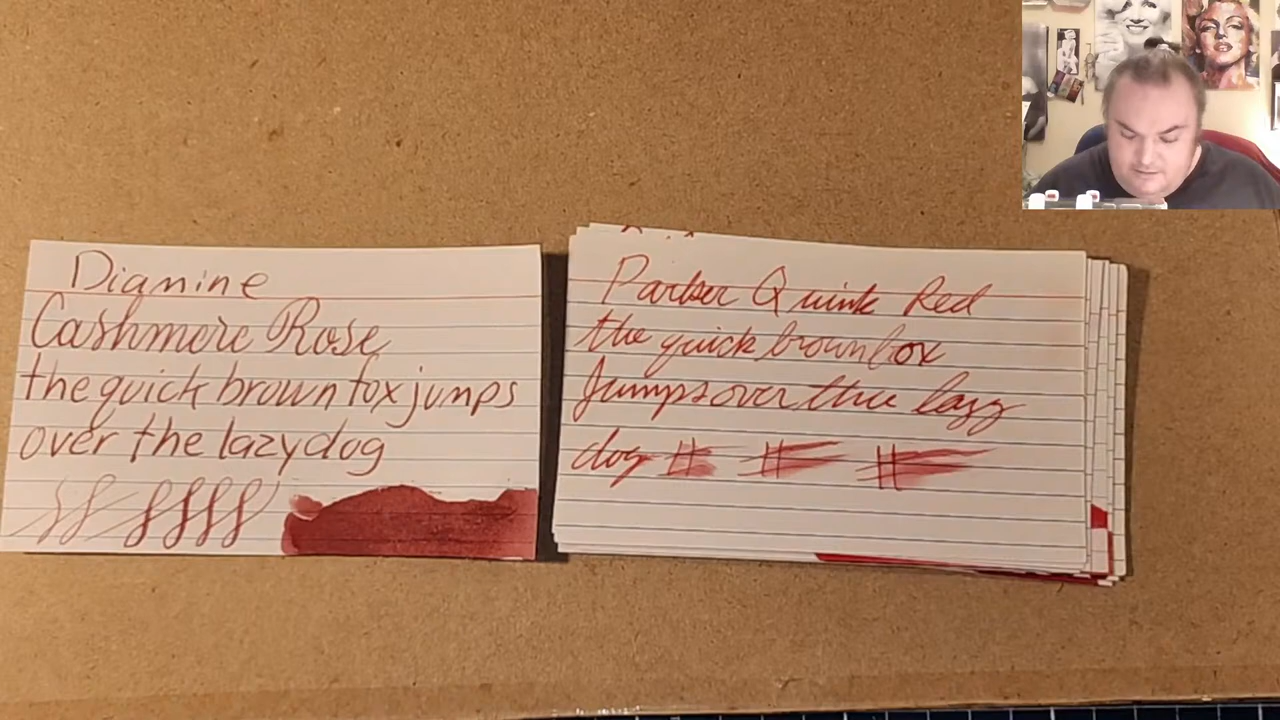 Diamine
Cashmere Rose
the quick brown fox jumps
over the lazy dog
Parker Quink Red
the quick brown fox
Jumps over thee lazy
dog # # #